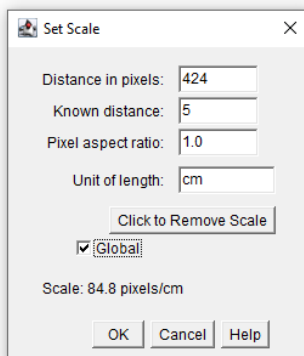 Set Scale
Distance in pixels: 424
Known distance: 5
Pixel aspect ratio: 1.0
Unit of length: cm
Click to Remove Scale
Global
Scale: 84.8 pixels/cm
OK Cancel Help